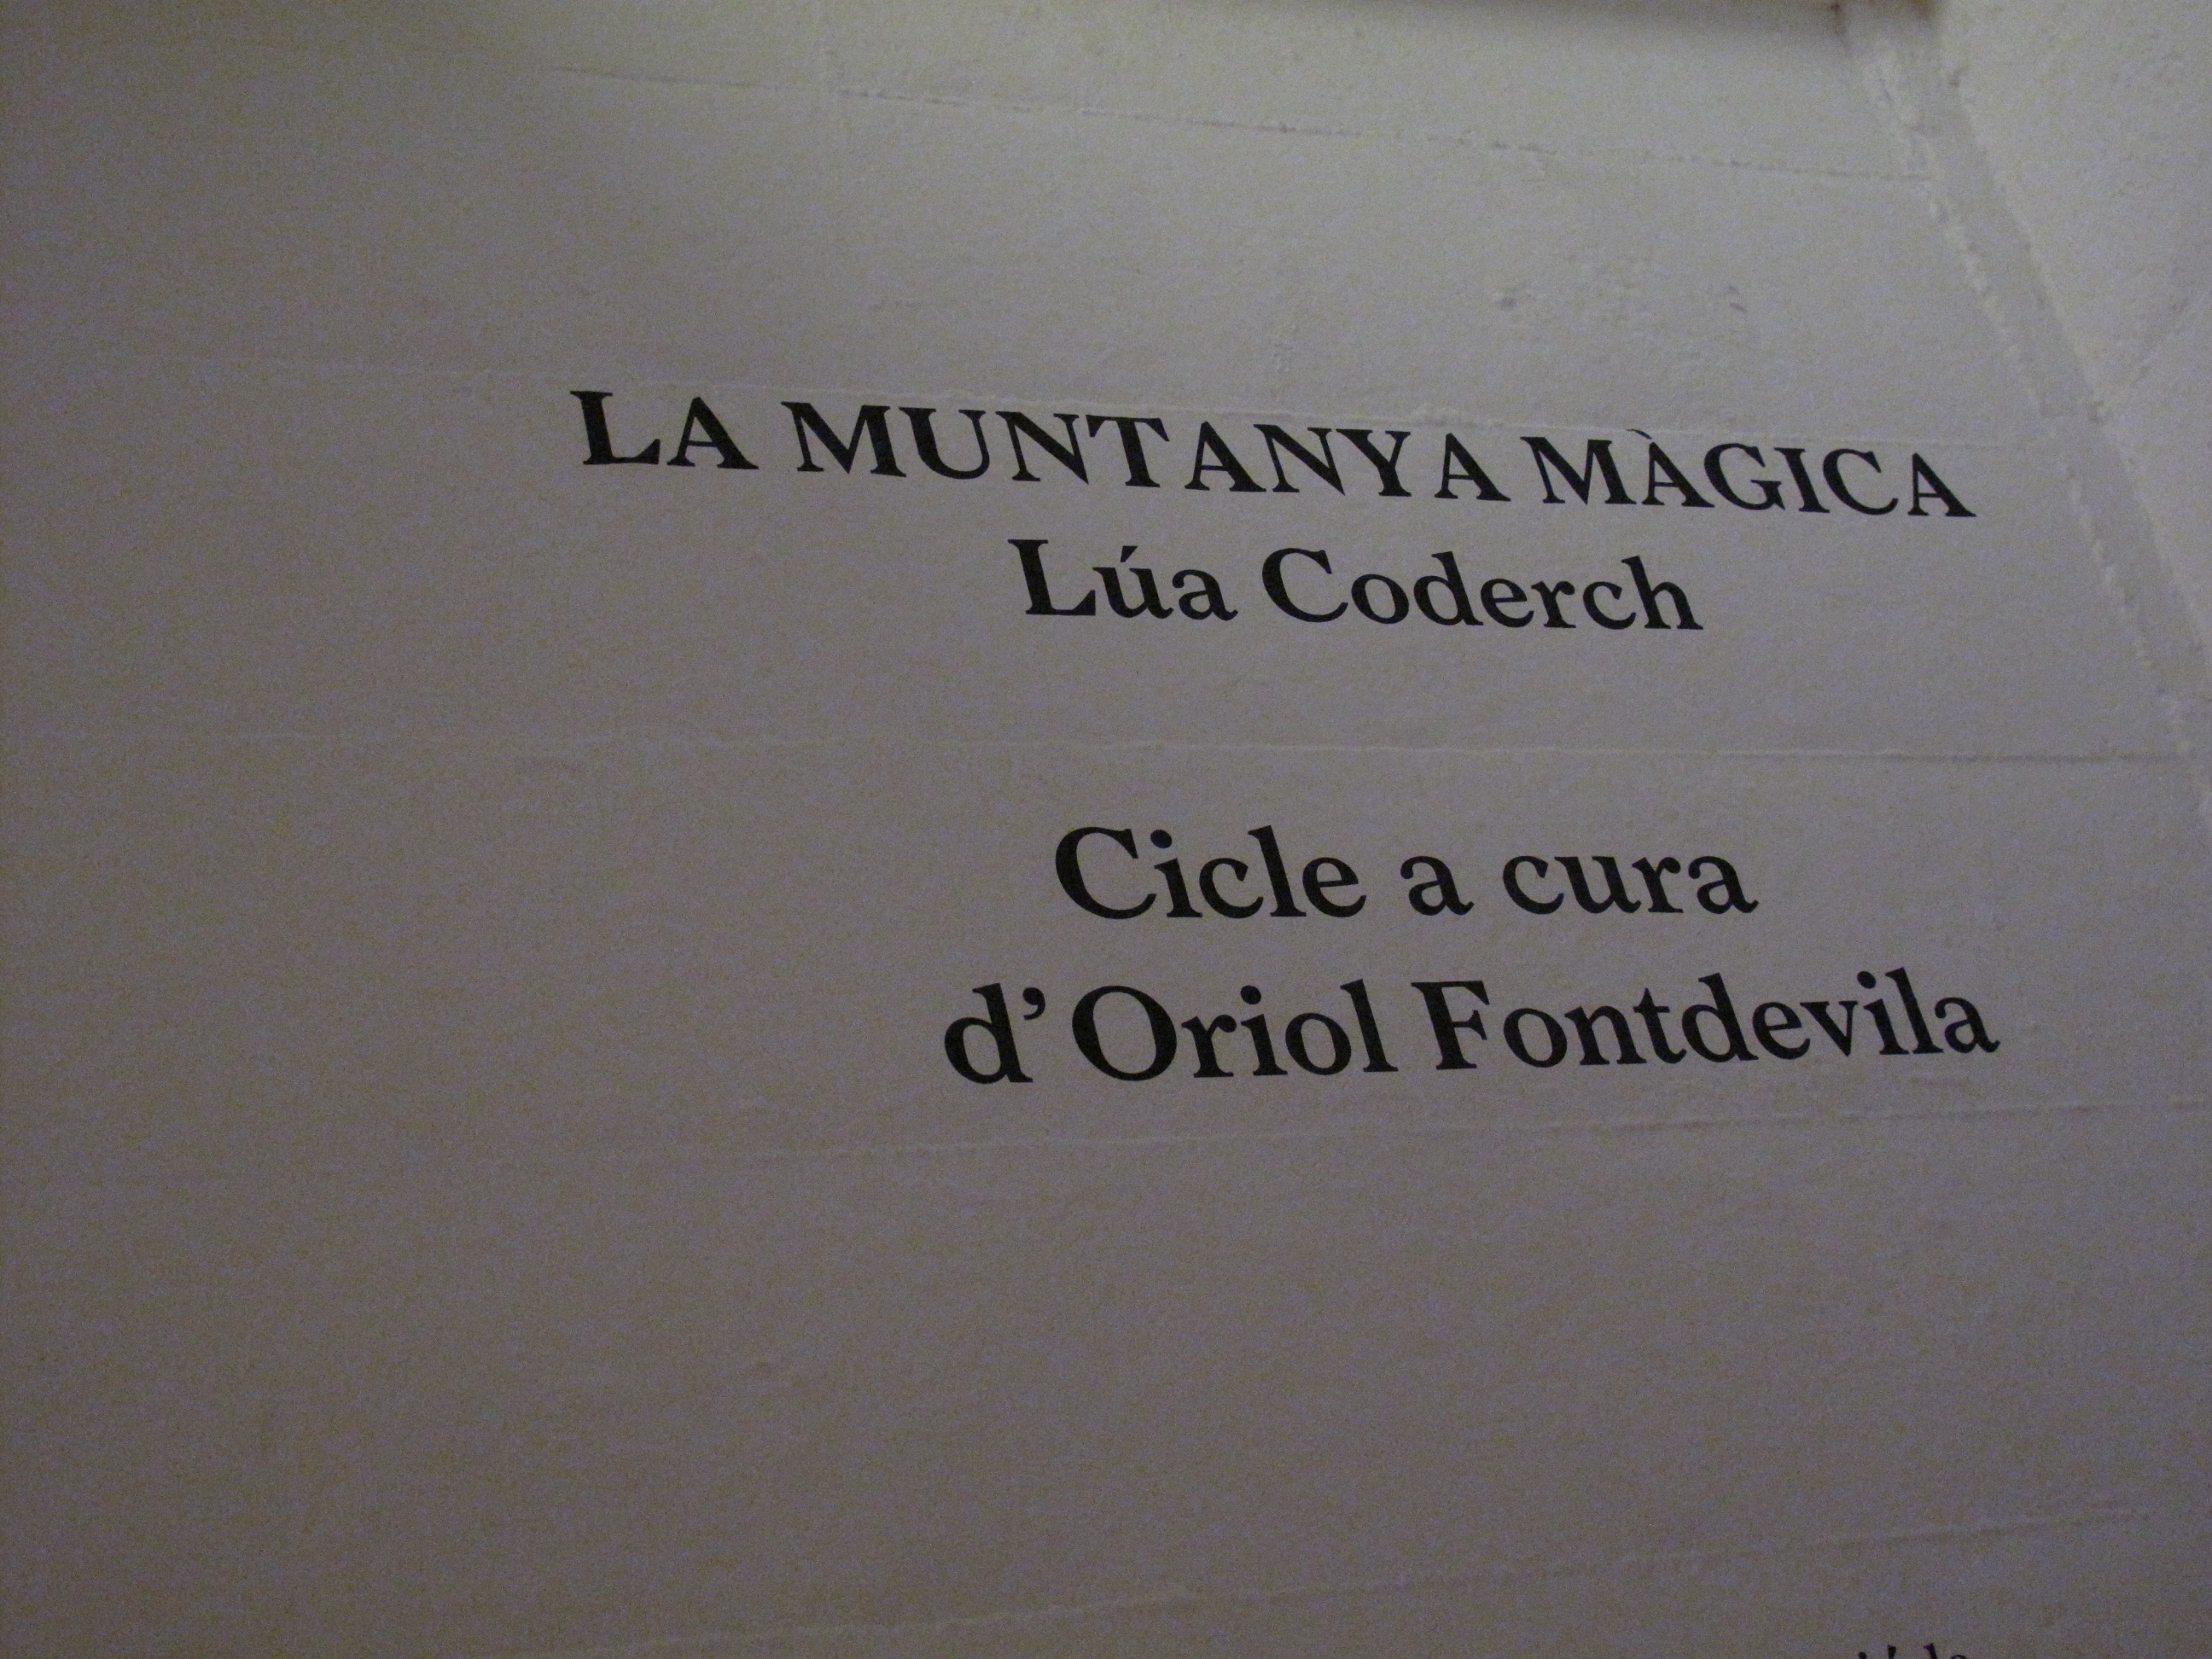 LA MUNTANYA MÀGICA
Lúa Coderch
Cicle a cura
d’Oriol Fontdevila